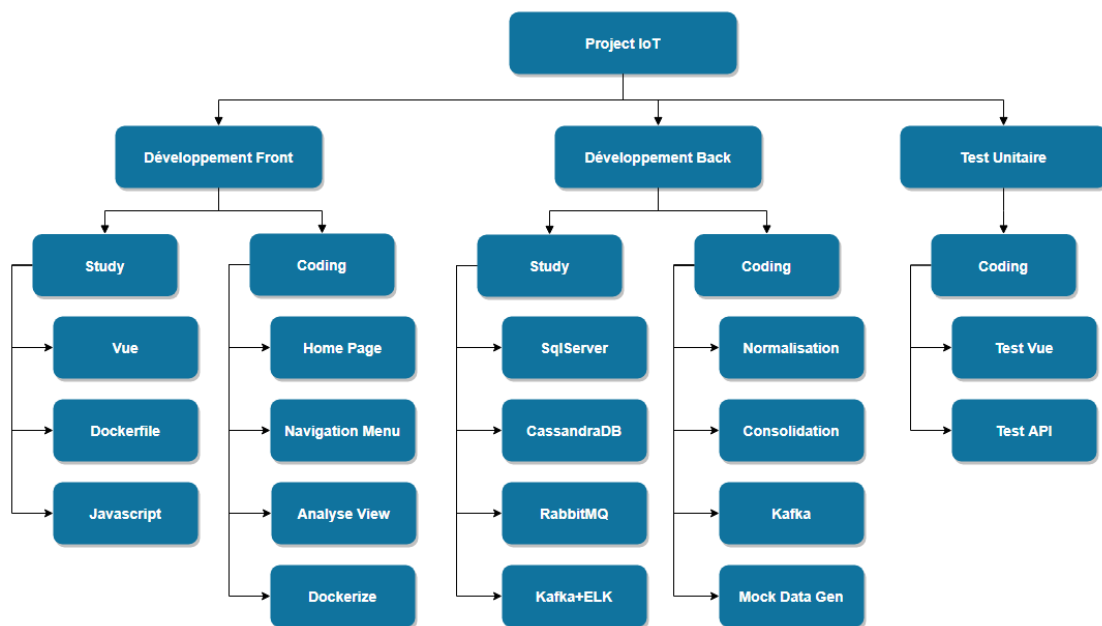 Project IoT
Développement Front
Développement Back
Test Unitaire
Study
Coding
Study
Coding
Coding
Vue
Home Page
SqlServer
Normalisation
Test Vue
Dockerfile
Navigation Menu
CassandraDB
Consolidation
Test API
Javascript
Analyse View
RabbitMQ
Kafka
Dockerize
Kafka+ELK
Mock Data Gen